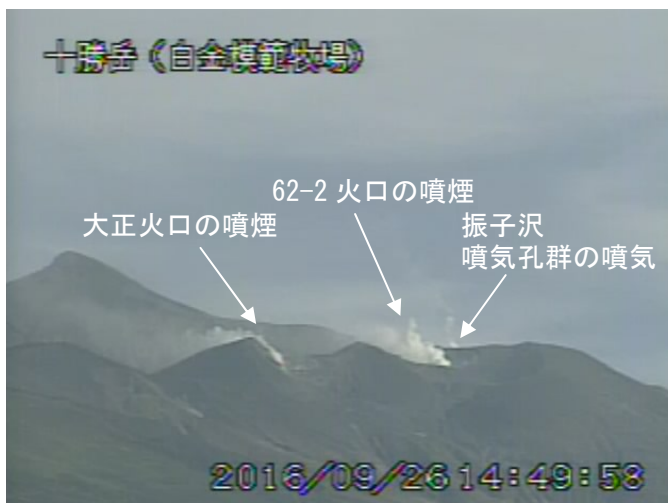 十勝岳(白金模範牧場)
62-2 火口の噴煙
大正火口の噴煙
振子沢
噴気孔群の噴気
2016/09/26 14:49:58